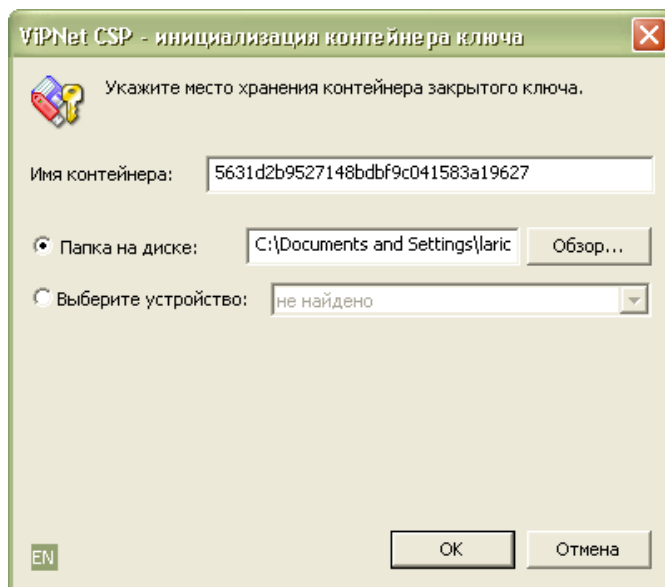 ViPNet CSP - инициализация контейнера ключа
Укажите место хранения контейнера закрытого ключа.
Имя контейнера: 5631d2b9527148bdbf9c041583a19627
Папка на диске: C:\Documents and Settings\laric Обзор...
Выберите устройство: не найдено
OK Отмена
EN